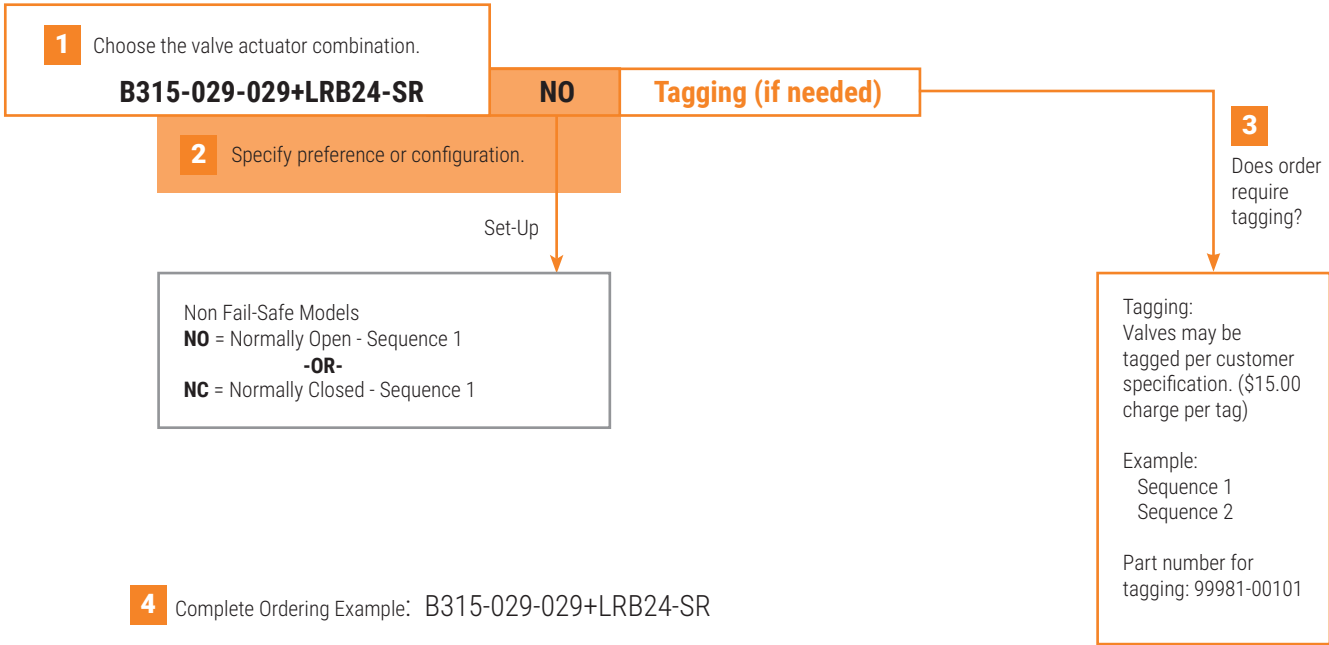 1 Choose the valve actuator combination.
B315-029-029+LRB24-SR NO Tagging (if needed)
2 Specify preference or configuration.
3
Does order
require
tagging?
Set-Up
Non Fail-Safe Models
NO = Normally Open - Sequence 1
-OR-
NC = Normally Closed - Sequence 1
Tagging:
Valves may be
tagged per customer
specification. ($15.00
charge per tag)
Example:
Sequence 1
Sequence 2
Part number for
tagging: 99981-00101
4 Complete Ordering Example: B315-029-029+LRB24-SR